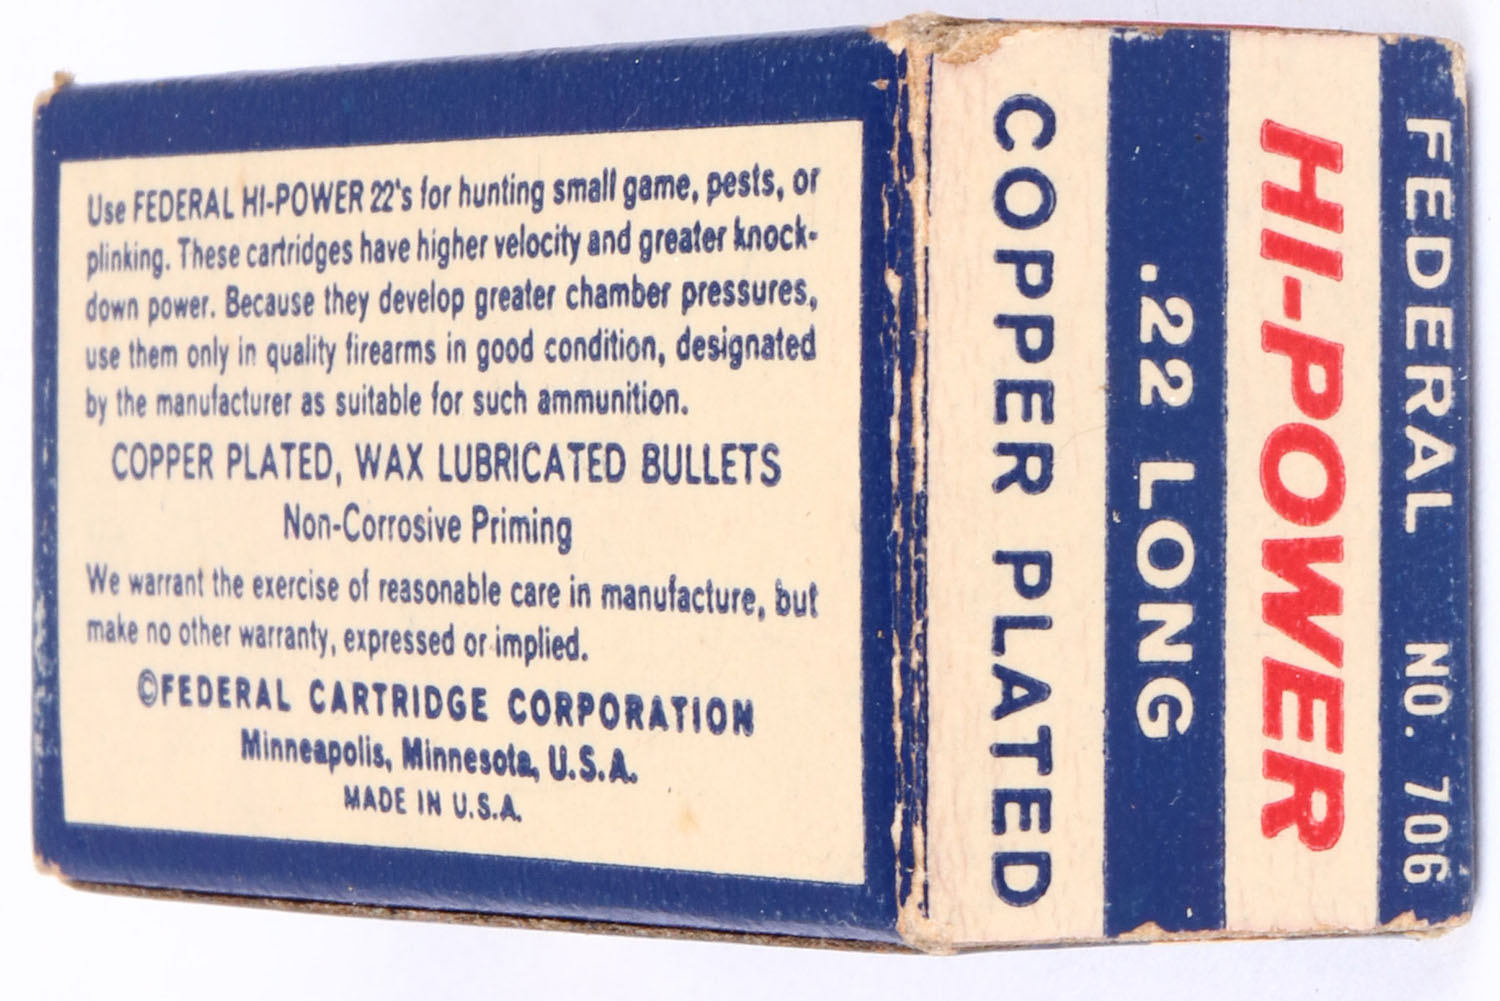 Use FEDERAL HI-POWER 22's for hunting small game, pests, or
plinking. These cartridges have higher velocity and greater knock-
down power. Because they develop greater chamber pressures,
use them only in quality firearms in good condition, designated
by the manufacturer as suitable for such ammunition.
COPPER PLATED, WAX LUBRICATED BULLETS
Non-Corrosive Priming
We warrant the exercise of reasonable care in manufacture, but
make no other warranty, expressed or implied.
©FEDERAL CARTRIDGE CORPORATION
Minneapolis, Minnesota, U.S.A.
MADE IN U.S.A.
FEDERAL NO. 706
HI-POWER
.22 LONG
COPPER PLATED